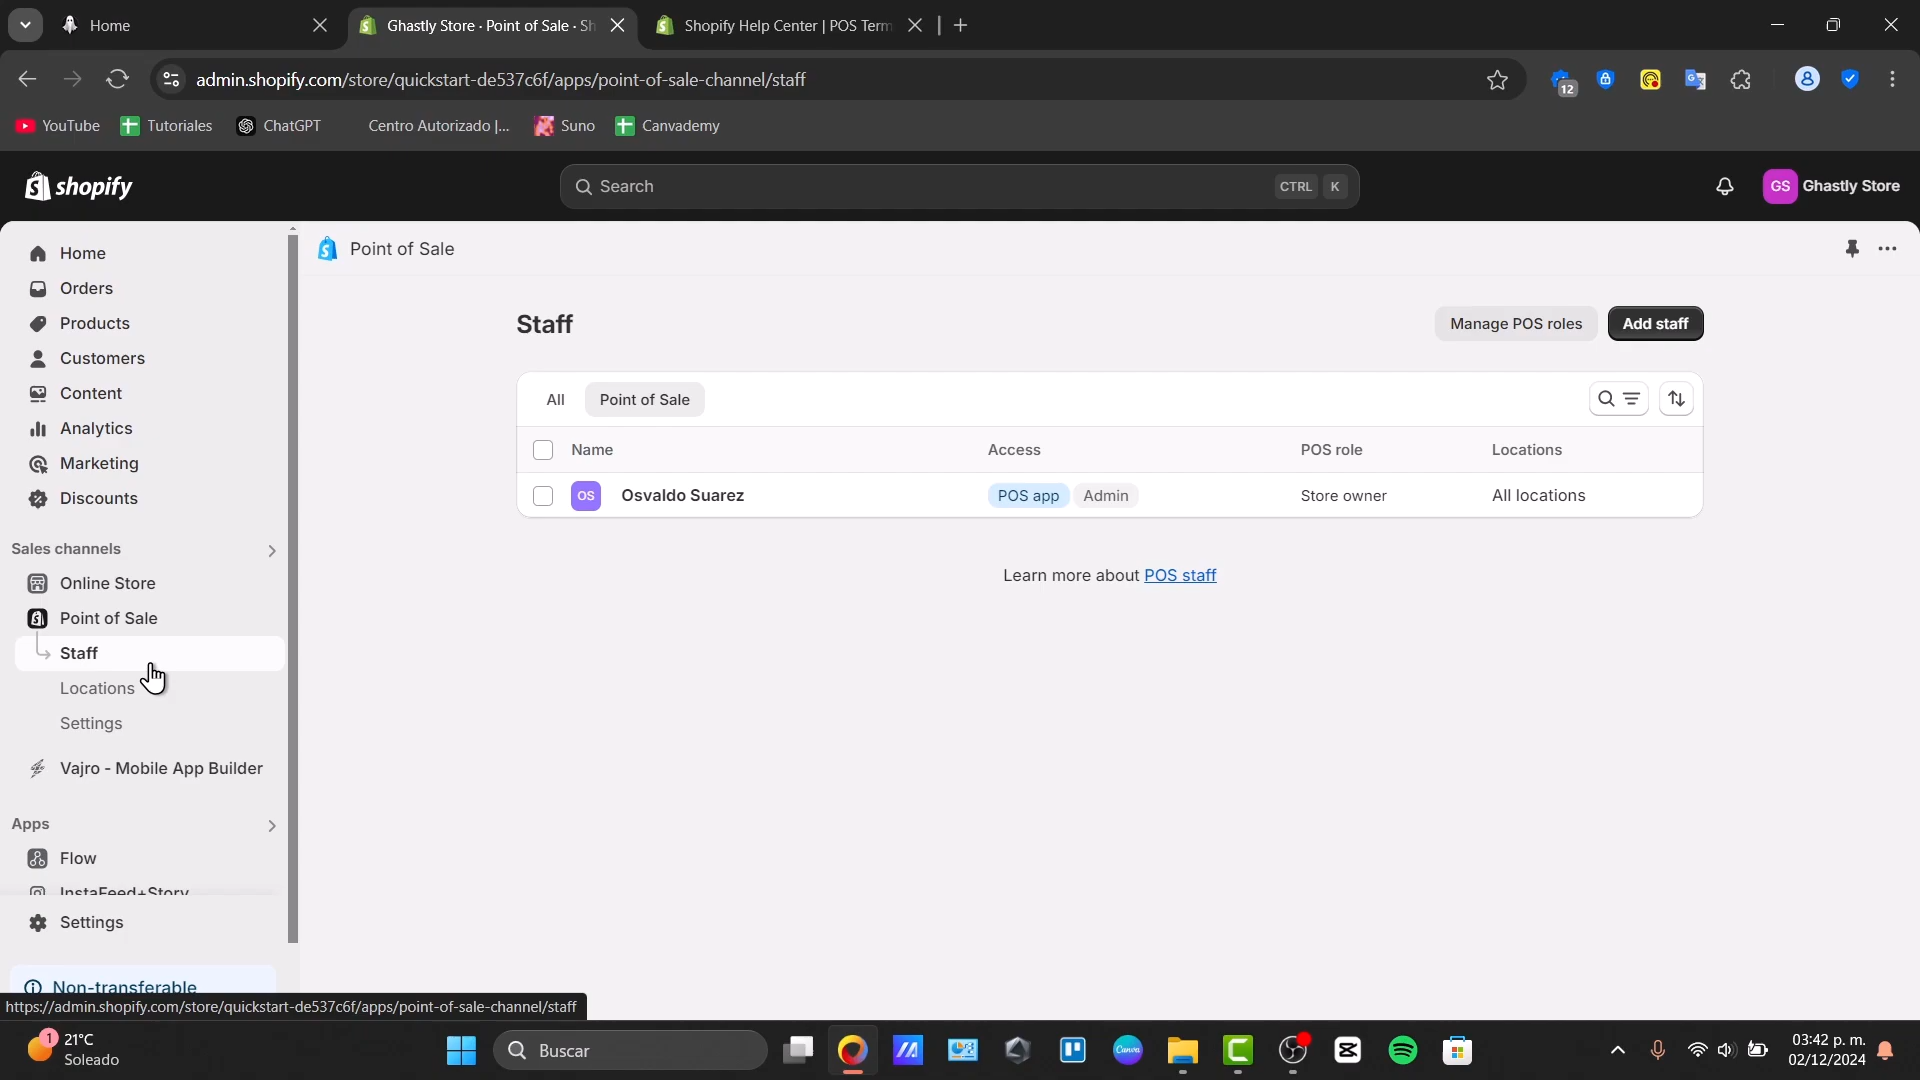 Home
Ghastly Store · Point of Sale · Sh
Shopify Help Center | POS Term
admin.shopify.com/store/quickstart-de537c6f/apps/point-of-sale-channel/staff
12
YouTube
Tutoriales
ChatGPT
Centro Autorizado |...
Suno
Canvademy
shopify
Search
CTRL K
GS
Ghastly Store
Home
Orders
Products
Customers
Content
Analytics
Marketing
Discounts
Sales channels
Online Store
Point of Sale
Staff
Locations
Settings
Vajro - Mobile App Builder
Apps
Flow
InstaFeed+Story
Settings
Non-transferable
Point of Sale
Staff
Manage POS roles
Add staff
All
Point of Sale
Name Access POS role Locations
OS Osvaldo Suarez POS app Admin Store owner All locations
Learn more about POS staff
https://admin.shopify.com/store/quickstart-de537c6f/apps/point-of-sale-channel/staff
1
21°C
Soleado
Buscar
Canva
03:42 p. m.
02/12/2024